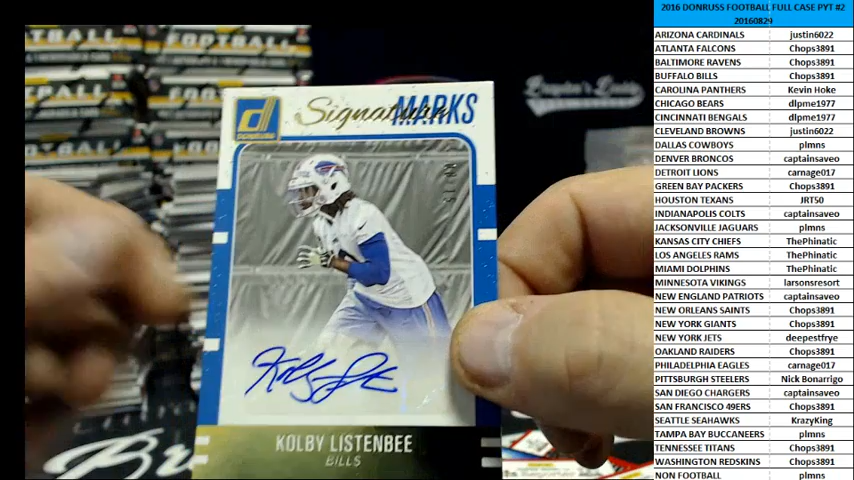 2016 DONRUSS FOOTBALL FULL CASE PYT #2
20160829
ARIZONA CARDINALS justin6022
ATLANTA FALCONS Chops3891
BALTIMORE RAVENS Chops3891
BUFFALO BILLS Chops3891
CAROLINA PANTHERS Kevin Hoke
CHICAGO BEARS dlpme1977
CINCINNATI BENGALS dlpme1977
CLEVELAND BROWNS justin6022
DALLAS COWBOYS plmns
DENVER BRONCOS captainsaveo
DETROIT LIONS carnage017
GREEN BAY PACKERS Chops3891
HOUSTON TEXANS JRT50
INDIANAPOLIS COLTS captainsaveo
JACKSONVILLE JAGUARS plmns
KANSAS CITY CHIEFS ThePhinatic
LOS ANGELES RAMS ThePhinatic
MIAMI DOLPHINS ThePhinatic
MINNESOTA VIKINGS larsonsresort
NEW ENGLAND PATRIOTS captainsaveo
NEW ORLEANS SAINTS Chops3891
NEW YORK GIANTS Chops3891
NEW YORK JETS deepestfrye
OAKLAND RAIDERS Chops3891
PHILADELPHIA EAGLES carnage017
PITTSBURGH STEELERS Nick Bonarrigo
SAN DIEGO CHARGERS captainsaveo
SAN FRANCISCO 49ERS Chops3891
SEATTLE SEAHAWKS KrazyKing
TAMPA BAY BUCCANEERS plmns
TENNESSEE TITANS Chops3891
WASHINGTON REDSKINS Chops3891
NON FOOTBALL plmns
FOOTBALL
FOOTBALL
Signature MARKS
DONRUSS
KOLBY LISTENBEE
BILLS